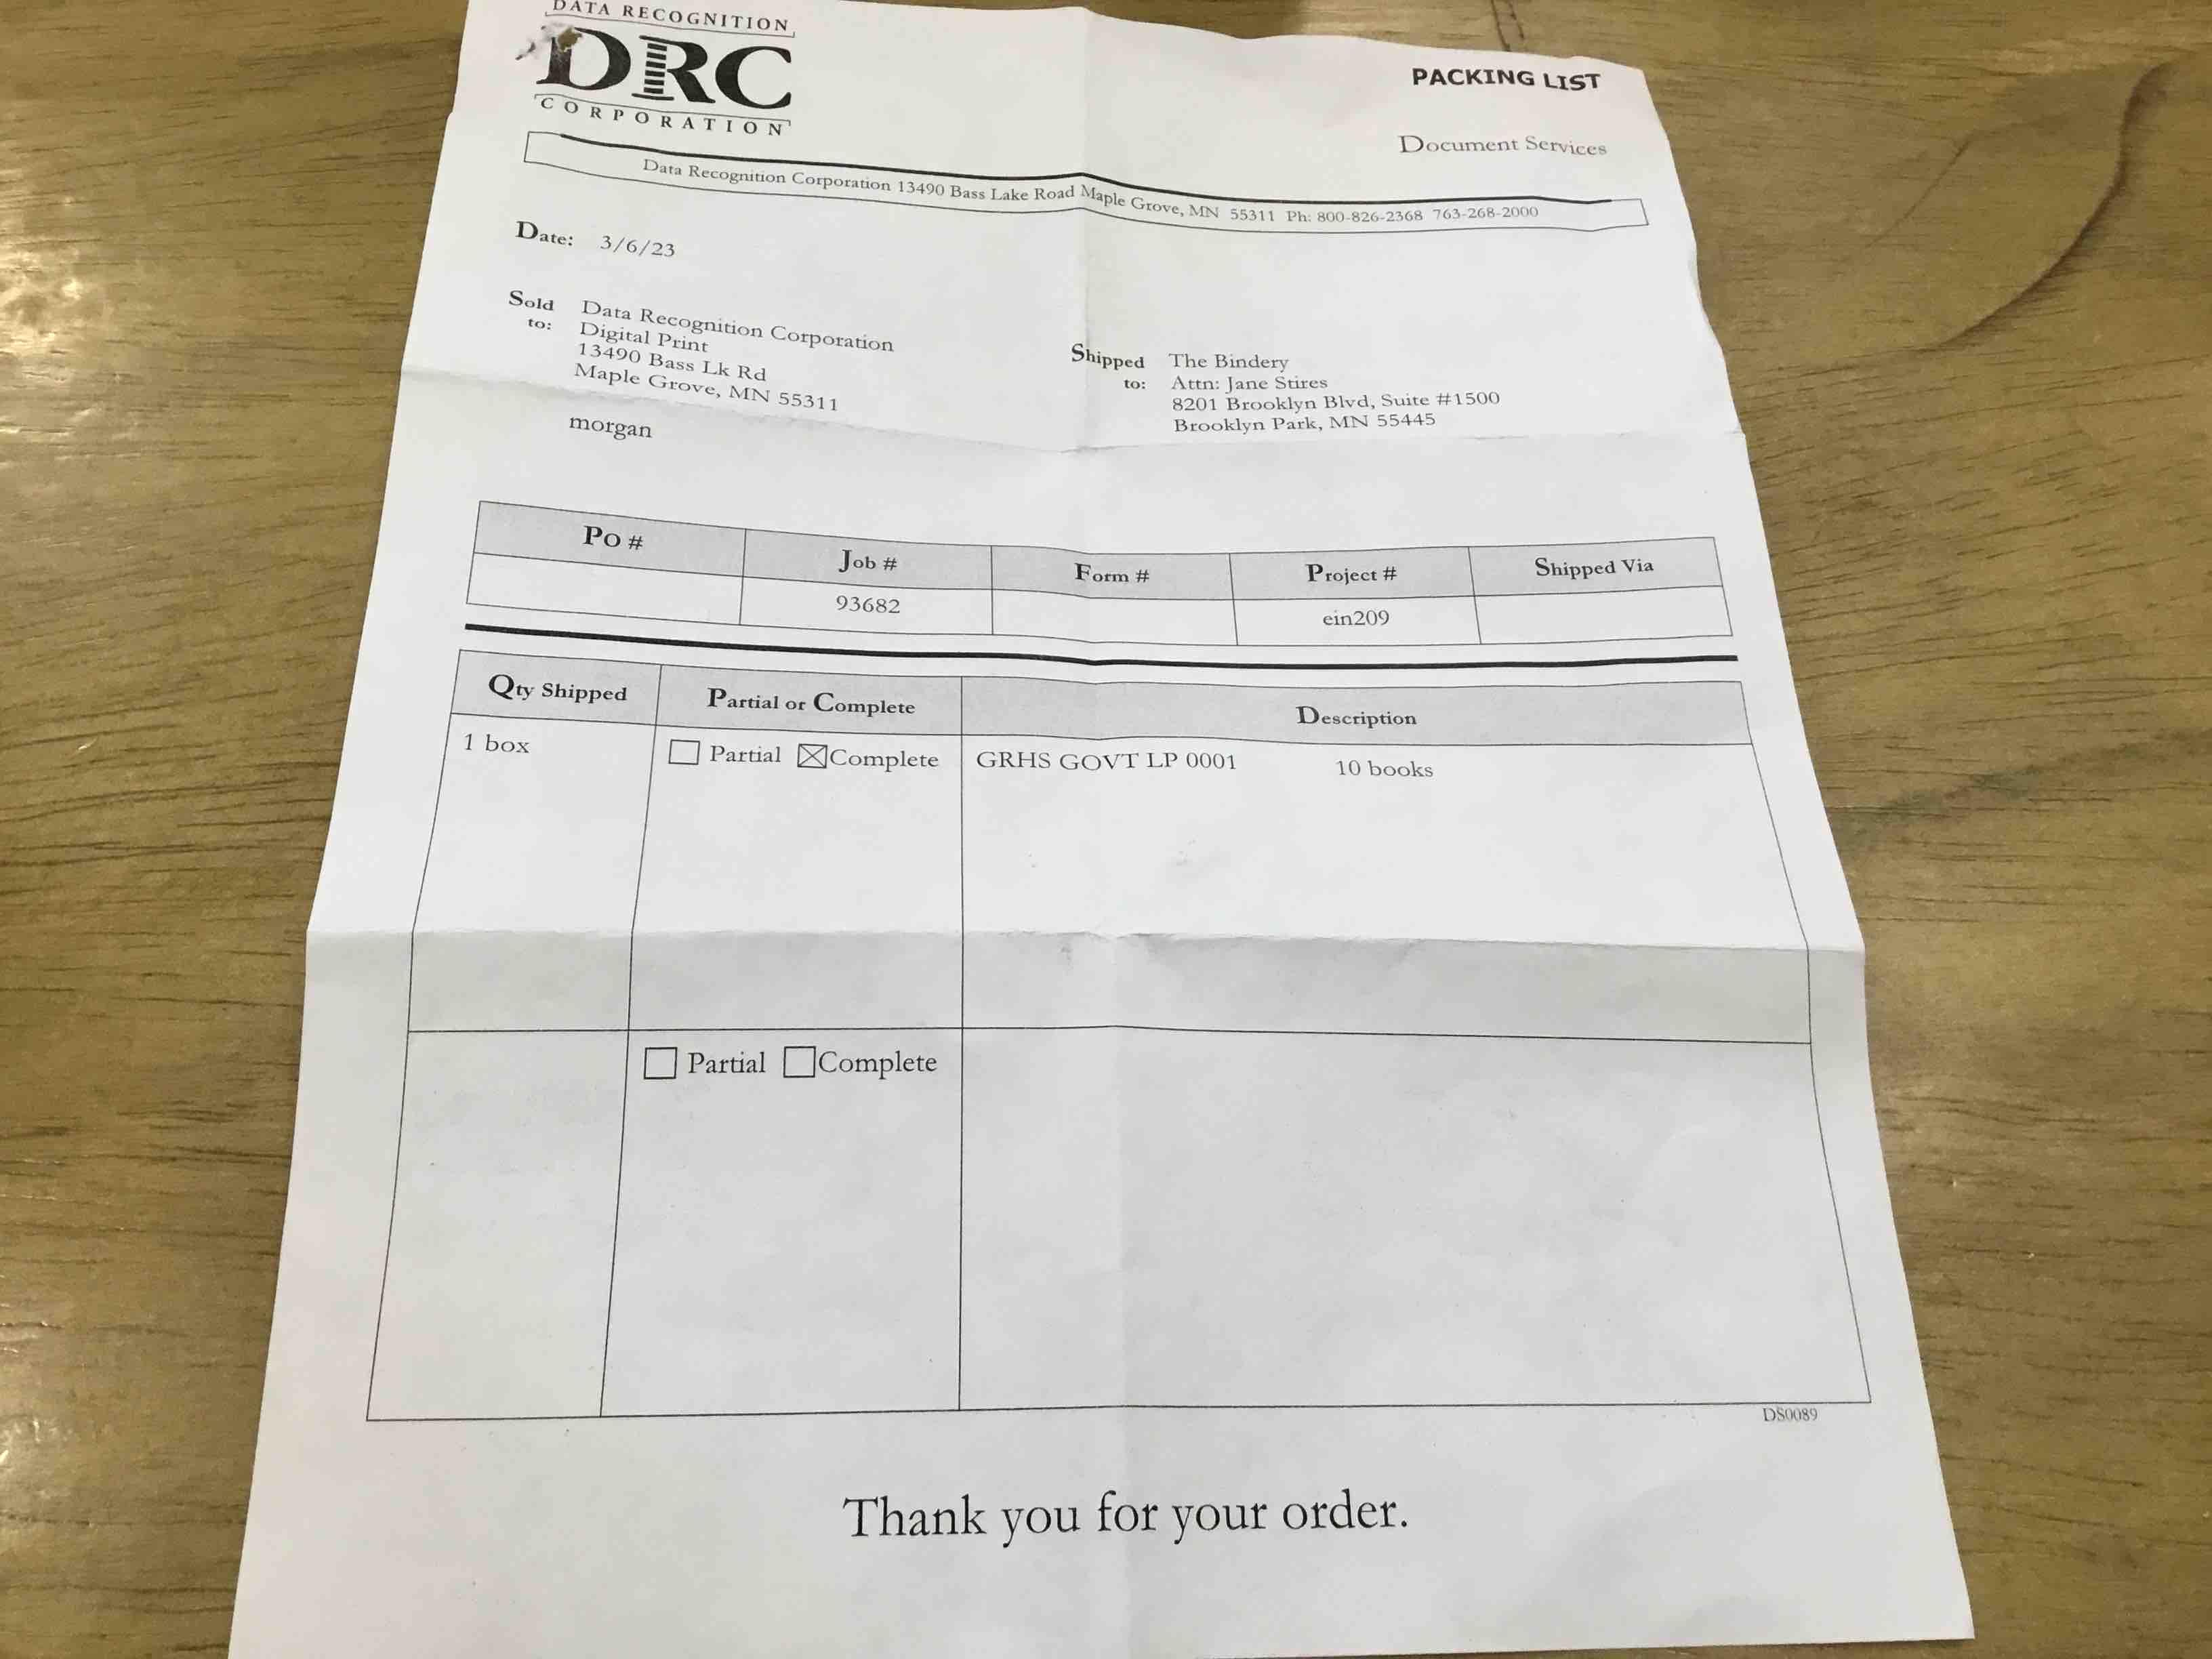 DATA RECOGNITION
DRC
CORPORATION
PACKING LIST
Document Services
Data Recognition Corporation 13490 Bass Lake Road Maple Grove, MN 55311 Ph: 800-826-2368 763-268-2000
Date: 3/6/23
Sold to:
Data Recognition Corporation
Digital Print
13490 Bass Lk Rd
Maple Grove, MN 55311
morgan
Shipped to:
The Bindery
Attn: Jane Stires
8201 Brooklyn Blvd, Suite #1500
Brooklyn Park, MN 55445
Po # Job # Form # Project # Shipped Via
93682 ein209
Qty Shipped Partial or Complete Description
1 box ☐ Partial ☒ Complete GRHS GOVT LP 0001 10 books
☐ Partial ☐ Complete
DS0089
Thank you for your order.